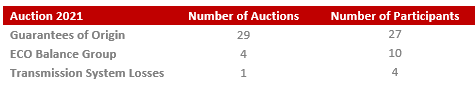 Auction 2021 Number of Auctions Number of Participants
Guarantees of Origin 29 27
ECO Balance Group 4 10
Transmission System Losses 1 4